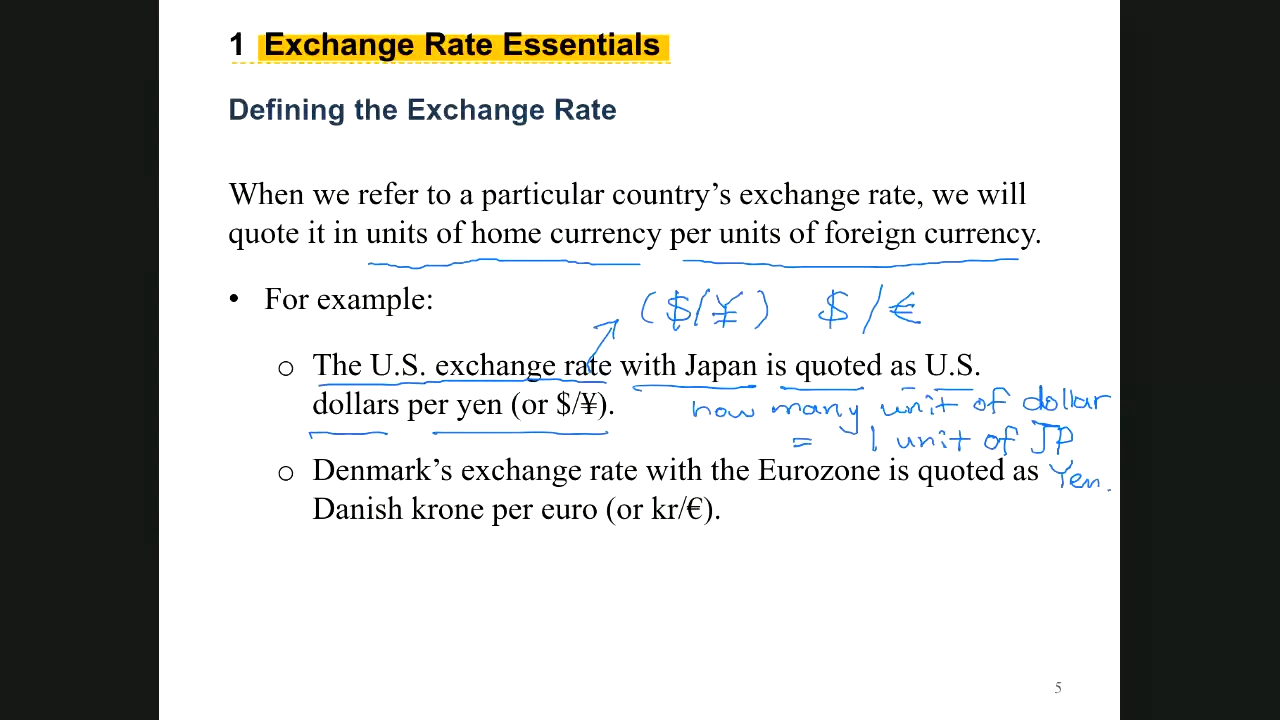 1 Exchange Rate Essentials
Defining the Exchange Rate
When we refer to a particular country’s exchange rate, we will
quote it in units of home currency per units of foreign currency.
• For example:
($/¥) $/€
o The U.S. exchange rate with Japan is quoted as U.S.
dollars per yen (or $/¥).
how many unit of dollar
= 1 unit of JP
Yen.
o Denmark’s exchange rate with the Eurozone is quoted as
Danish krone per euro (or kr/€).
5